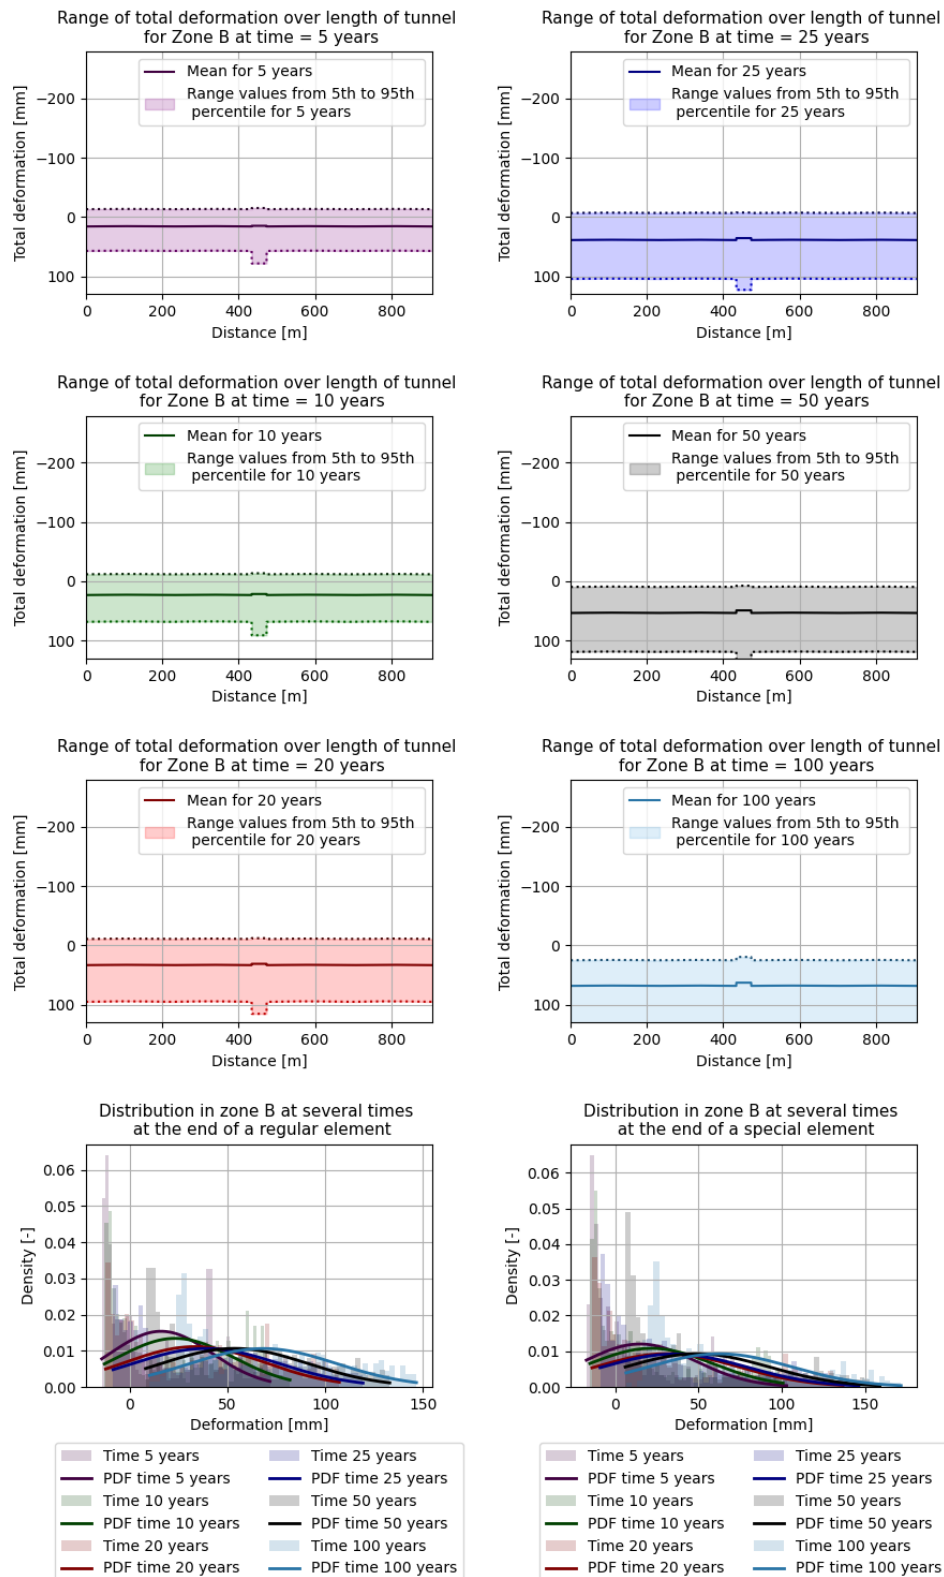 Range of total deformation over length of tunnel
for Zone B at time = 5 years
Mean for 5 years
Range values from 5th to 95th
percentile for 5 years
Total deformation [mm]
−200
−100
0
100
0 200 400 600 800
Distance [m]
Range of total deformation over length of tunnel
for Zone B at time = 25 years
Mean for 25 years
Range values from 5th to 95th
percentile for 25 years
Total deformation [mm]
−200
−100
0
100
0 200 400 600 800
Distance [m]
Range of total deformation over length of tunnel
for Zone B at time = 10 years
Mean for 10 years
Range values from 5th to 95th
percentile for 10 years
Total deformation [mm]
−200
−100
0
100
0 200 400 600 800
Distance [m]
Range of total deformation over length of tunnel
for Zone B at time = 50 years
Mean for 50 years
Range values from 5th to 95th
percentile for 50 years
Total deformation [mm]
−200
−100
0
100
0 200 400 600 800
Distance [m]
Range of total deformation over length of tunnel
for Zone B at time = 20 years
Mean for 20 years
Range values from 5th to 95th
percentile for 20 years
Total deformation [mm]
−200
−100
0
100
0 200 400 600 800
Distance [m]
Range of total deformation over length of tunnel
for Zone B at time = 100 years
Mean for 100 years
Range values from 5th to 95th
percentile for 100 years
Total deformation [mm]
−200
−100
0
100
0 200 400 600 800
Distance [m]
Distribution in zone B at several times
at the end of a regular element
Density [-]
0.06
0.05
0.04
0.03
0.02
0.01
0.00
0 50 100 150
Deformation [mm]
Time 5 years
PDF time 5 years
Time 10 years
PDF time 10 years
Time 20 years
PDF time 20 years
Time 25 years
PDF time 25 years
Time 50 years
PDF time 50 years
Time 100 years
PDF time 100 years
Distribution in zone B at several times
at the end of a special element
Density [-]
0.06
0.05
0.04
0.03
0.02
0.01
0.00
0 50 100 150
Deformation [mm]
Time 5 years
PDF time 5 years
Time 10 years
PDF time 10 years
Time 20 years
PDF time 20 years
Time 25 years
PDF time 25 years
Time 50 years
PDF time 50 years
Time 100 years
PDF time 100 years